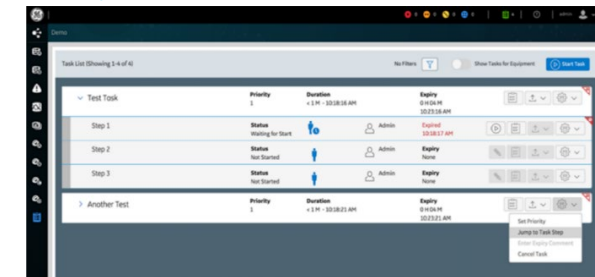 Demo
Task List (Showing 1-4 of 4)
No Filters
Show Tasks for Equipment
Start Task
Test Task
Priority
1
Duration
< 1 M - 10:18:16 AM
Expiry
0 H 04 M
10:23:16 AM
Step 1
Status
Waiting for Start
Admin
Expired
10:18:17 AM
Step 2
Status
Not Started
Admin
Expiry
None
Step 3
Status
Not Started
Admin
Expiry
None
Another Test
Priority
1
Duration
< 1 M - 10:18:21 AM
Expiry
0 H 04 M
10:23:21 AM
Set Priority
Jump to Task Step
Enter Expiry Comment
Cancel Task